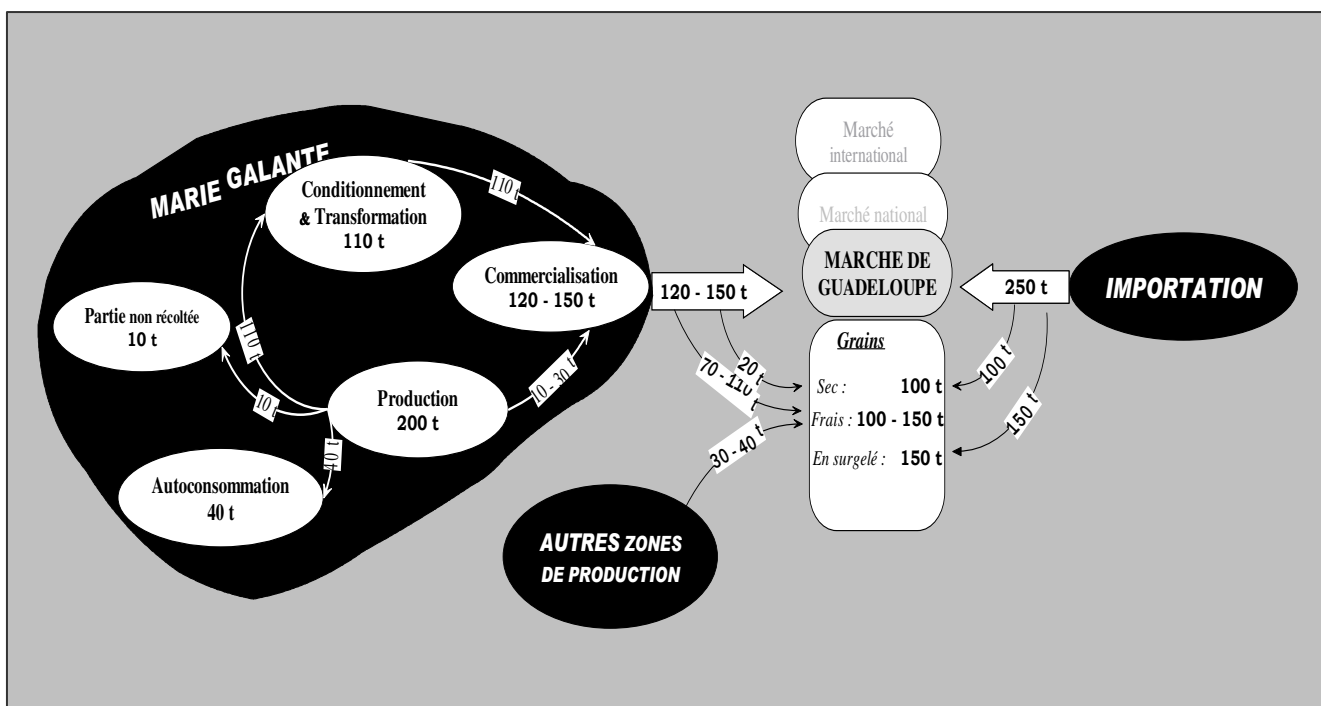 MARIE GALANTE
Conditionnement
& Transformation
110 t
110 t
Commercialisation
120 - 150 t
Partie non récoltée
10 t
110 t
10 t
Production
200 t
10 - 30 t
40 t
Autoconsommation
40 t
120 - 150 t
20 t
70 - 110 t
30 - 40 t
AUTRES ZONES
DE PRODUCTION
Marché
international
Marché national
MARCHE DE
GUADELOUPE
Grains
Sec : 100 t
Frais : 100 - 150 t
En surgelé : 150 t
250 t
IMPORTATION
100 t
150 t